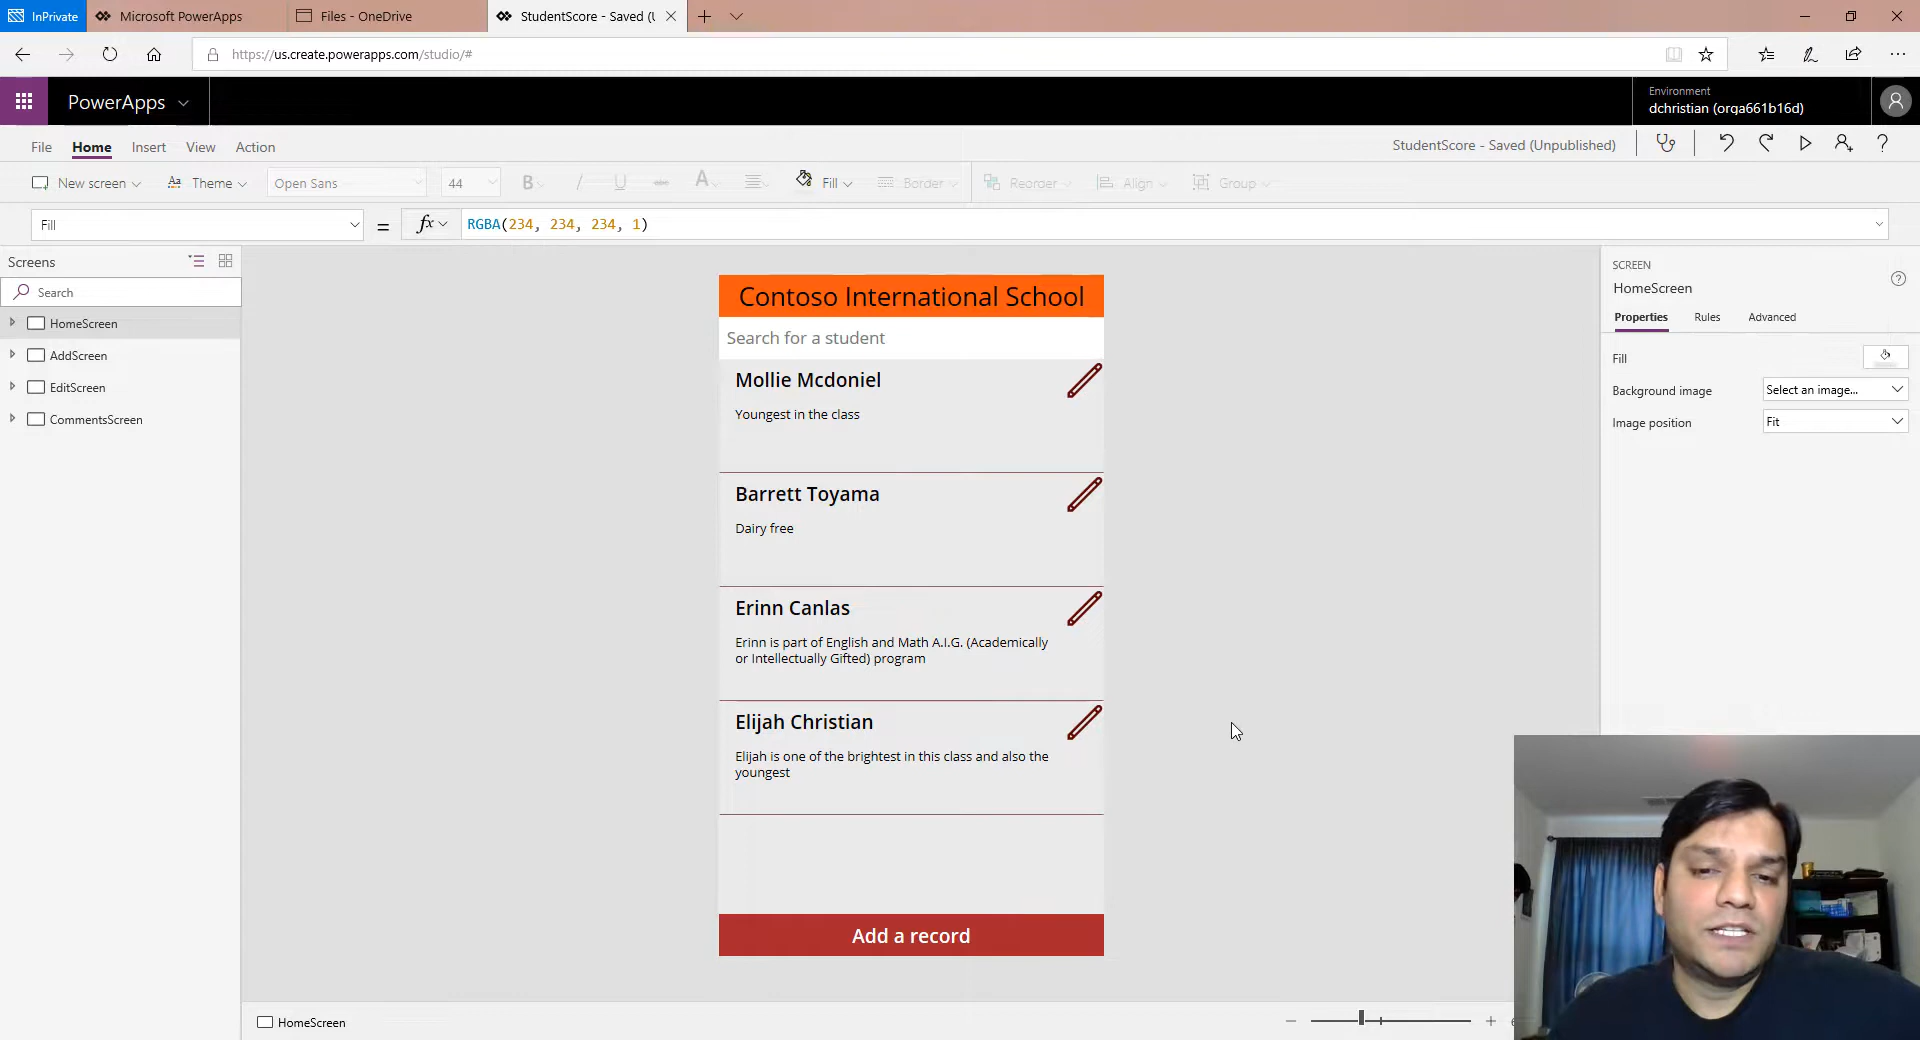 InPrivate
Microsoft PowerApps
Files - OneDrive
StudentScore - Saved (U
https://us.create.powerapps.com/studio/#
PowerApps
Environment
dchristian (orga661b16d)
File Home Insert View Action
StudentScore - Saved (Unpublished)
New screen
Theme
Open Sans
44
B
Fill
Border
Reorder
Align
Group
Fill
=
fx
RGBA(234, 234, 234, 1)
Screens
Search
HomeScreen
AddScreen
EditScreen
CommentsScreen
Contoso International School
Search for a student
Mollie Mcdoniel
Youngest in the class
Barrett Toyama
Dairy free
Erinn Canlas
Erinn is part of English and Math A.I.G. (Academically
or Intellectually Gifted) program
Elijah Christian
Elijah is one of the brightest in this class and also the
youngest
Add a record
SCREEN
HomeScreen
Properties Rules Advanced
Fill
Background image
Select an image...
Image position
Fit
HomeScreen